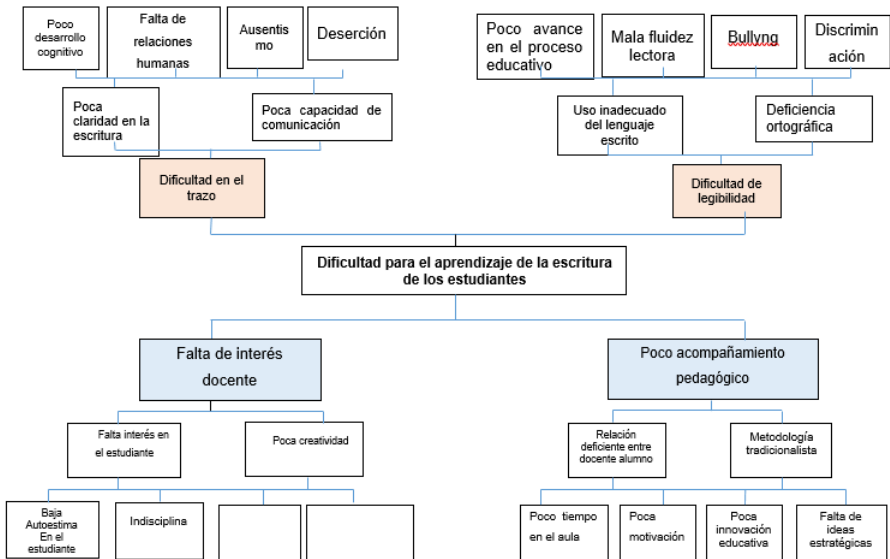 Poco
desarrollo
cognitivo
Falta de
relaciones
humanas
Ausentis
mo
Deserción
Poco avance
en el proceso
educativo
Mala fluidez
lectora
Bullyng
Discrimin
ación
Poca
claridad en la
escritura
Poca capacidad de
comunicación
Uso inadecuado
del lenguaje
escrito
Deficiencia
ortográfica
Dificultad en el
trazo
Dificultad de
legibilidad
Dificultad para el aprendizaje de la escritura
de los estudiantes
Falta de interés
docente
Poco acompañamiento
pedagógico
Falta interés en
el estudiante
Poca creatividad
Relación
deficiente entre
docente alumno
Metodología
tradicionalista
Baja
Autoestima
En el
estudiante
Indisciplina
Poco tiempo
en el aula
Poca
motivación
Poca
innovación
educativa
Falta de
ideas
estratégicas